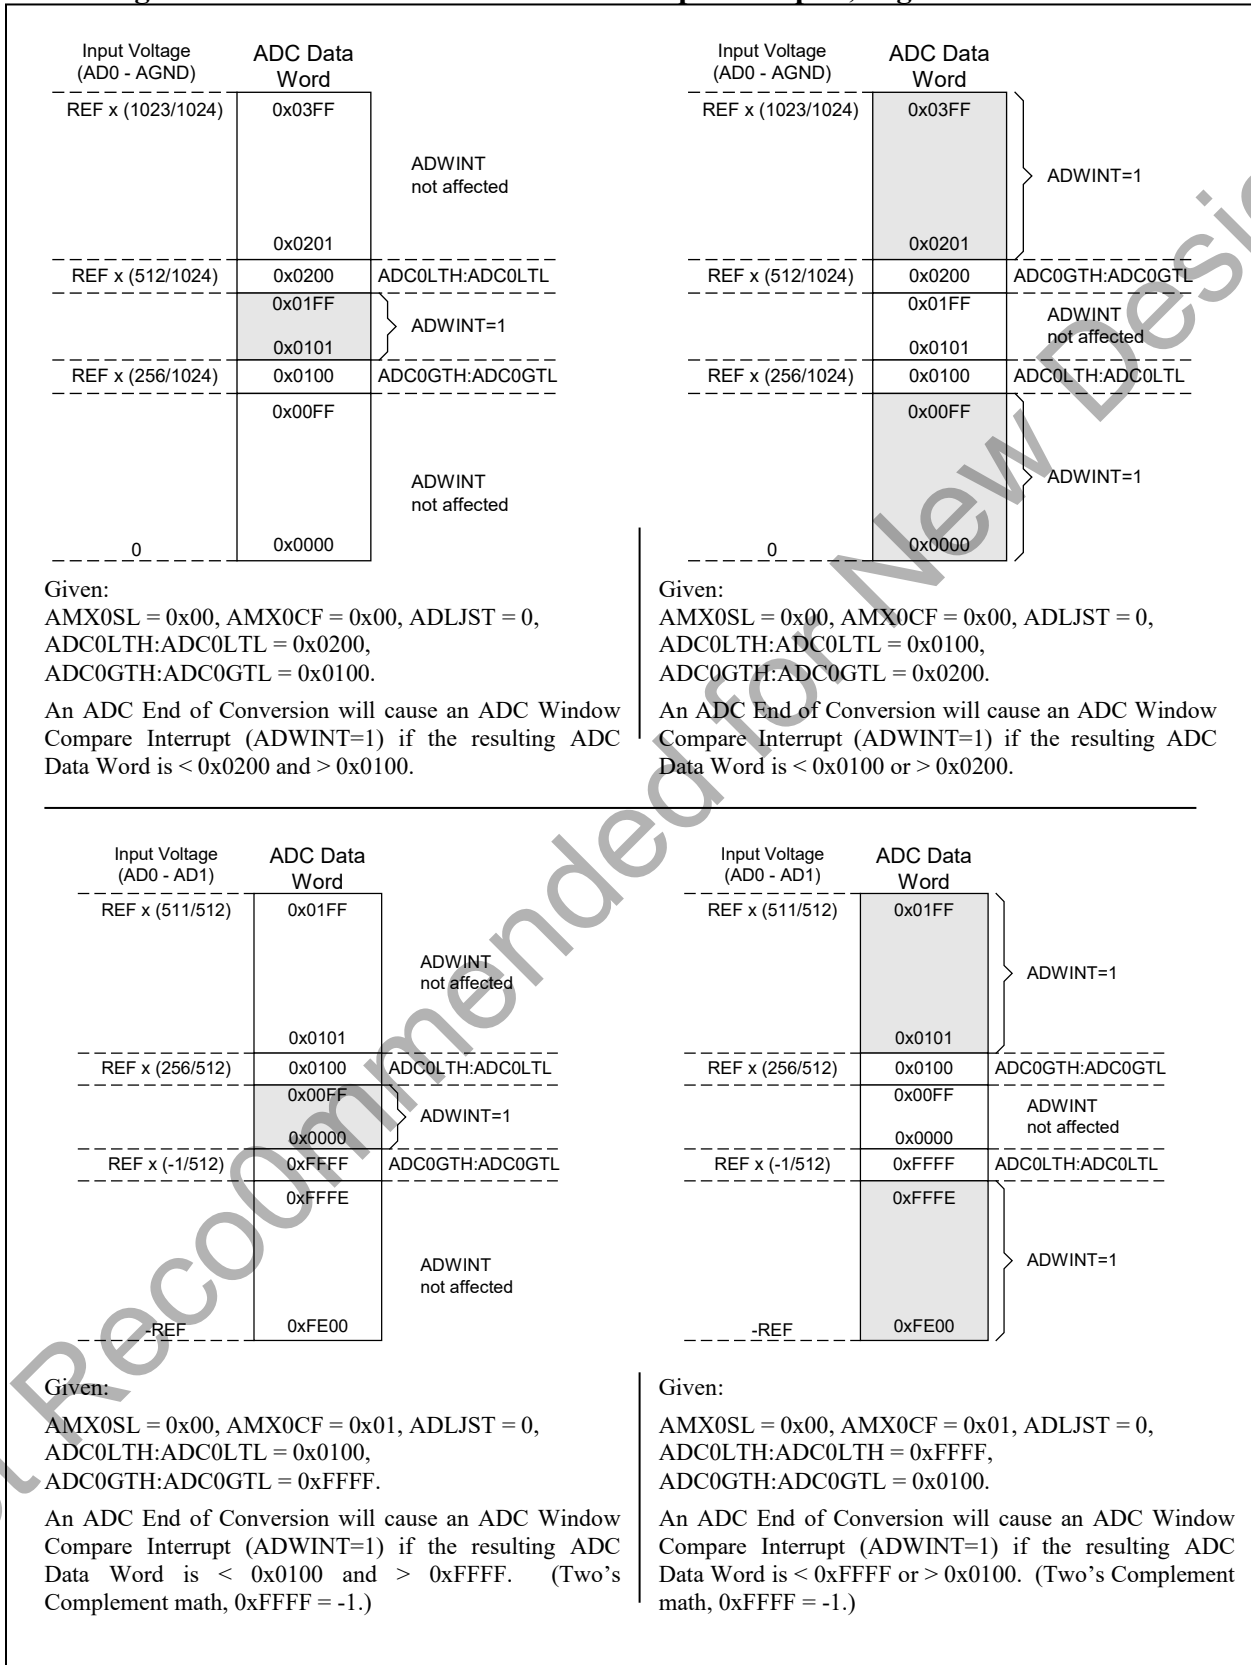 Input Voltage
(AD0 - AGND)
ADC Data
Word
REF x (1023/1024)
0x03FF
ADWINT
not affected
0x0201
REF x (512/1024)
0x0200
ADC0LTH:ADC0LTL
0x01FF
ADWINT=1
0x0101
REF x (256/1024)
0x0100
ADC0GTH:ADC0GTL
0x00FF
ADWINT
not affected
0
0x0000
Given:
AMX0SL = 0x00, AMX0CF = 0x00, ADLJST = 0,
ADC0LTH:ADC0LTL = 0x0200,
ADC0GTH:ADC0GTL = 0x0100.
An ADC End of Conversion will cause an ADC Window
Compare Interrupt (ADWINT=1) if the resulting ADC
Data Word is < 0x0200 and > 0x0100.
Input Voltage
(AD0 - AGND)
ADC Data
Word
REF x (1023/1024)
0x03FF
ADWINT=1
0x0201
REF x (512/1024)
0x0200
ADC0GTH:ADC0GTL
0x01FF
ADWINT
not affected
0x0101
REF x (256/1024)
0x0100
ADC0LTH:ADC0LTL
0x00FF
ADWINT=1
0
0x0000
Given:
AMX0SL = 0x00, AMX0CF = 0x00, ADLJST = 0,
ADC0LTH:ADC0LTL = 0x0100,
ADC0GTH:ADC0GTL = 0x0200.
An ADC End of Conversion will cause an ADC Window
Compare Interrupt (ADWINT=1) if the resulting ADC
Data Word is < 0x0100 or > 0x0200.
Input Voltage
(AD0 - AD1)
ADC Data
Word
REF x (511/512)
0x01FF
ADWINT
not affected
0x0101
REF x (256/512)
0x0100
ADC0LTH:ADC0LTL
0x00FF
ADWINT=1
0x0000
REF x (-1/512)
0xFFFF
ADC0GTH:ADC0GTL
0xFFFE
ADWINT
not affected
-REF
0xFE00
Given:
AMX0SL = 0x00, AMX0CF = 0x01, ADLJST = 0,
ADC0LTH:ADC0LTL = 0x0100,
ADC0GTH:ADC0GTL = 0xFFFF.
An ADC End of Conversion will cause an ADC Window
Compare Interrupt (ADWINT=1) if the resulting ADC
Data Word is < 0x0100 and > 0xFFFF. (Two's
Complement math, 0xFFFF = -1.)
Input Voltage
(AD0 - AD1)
ADC Data
Word
REF x (511/512)
0x01FF
ADWINT=1
0x0101
REF x (256/512)
0x0100
ADC0GTH:ADC0GTL
0x00FF
ADWINT
not affected
0x0000
REF x (-1/512)
0xFFFF
ADC0LTH:ADC0LTL
0xFFFE
ADWINT=1
-REF
0xFE00
Given:
AMX0SL = 0x00, AMX0CF = 0x01, ADLJST = 0,
ADC0LTH:ADC0LTH = 0xFFFF,
ADC0GTH:ADC0GTL = 0x0100.
An ADC End of Conversion will cause an ADC Window
Compare Interrupt (ADWINT=1) if the resulting ADC
Data Word is < 0xFFFF or > 0x0100. (Two's Complement
math, 0xFFFF = -1.)
Reco0mmended for New